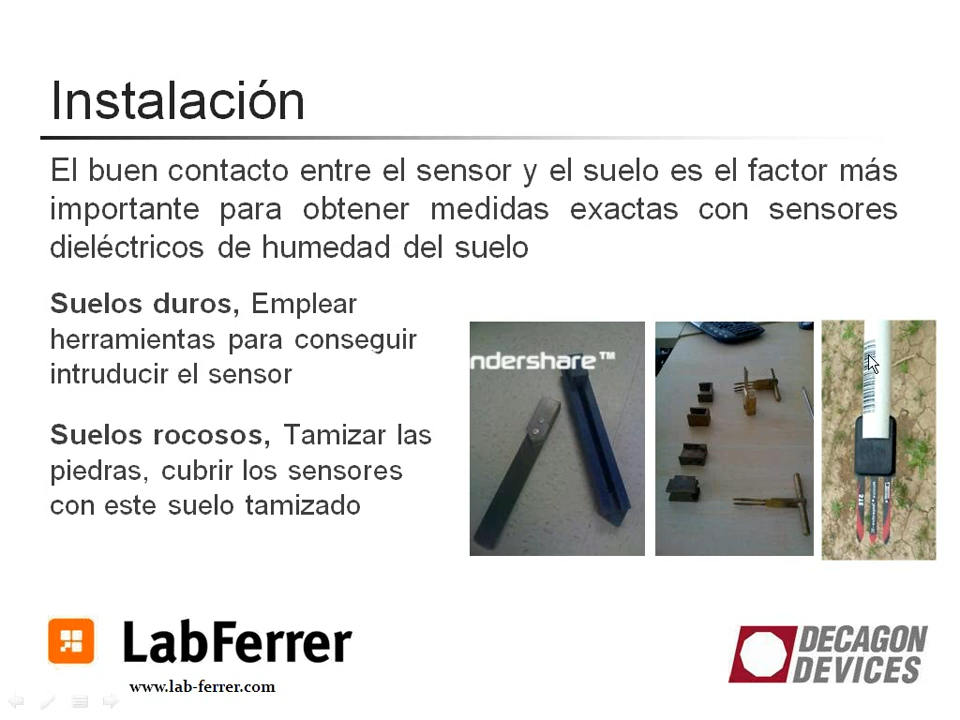 Instalación
El buen contacto entre el sensor y el suelo es el factor más
importante para obtener medidas exactas con sensores
dieléctricos de humedad del suelo
Suelos duros, Emplear
herramientas para conseguir
intruducir el sensor
Suelos rocosos, Tamizar las
piedras, cubrir los sensores
con este suelo tamizado
ndershare™
LabFerrer
www.lab-ferrer.com
DECAGON
DEVICES